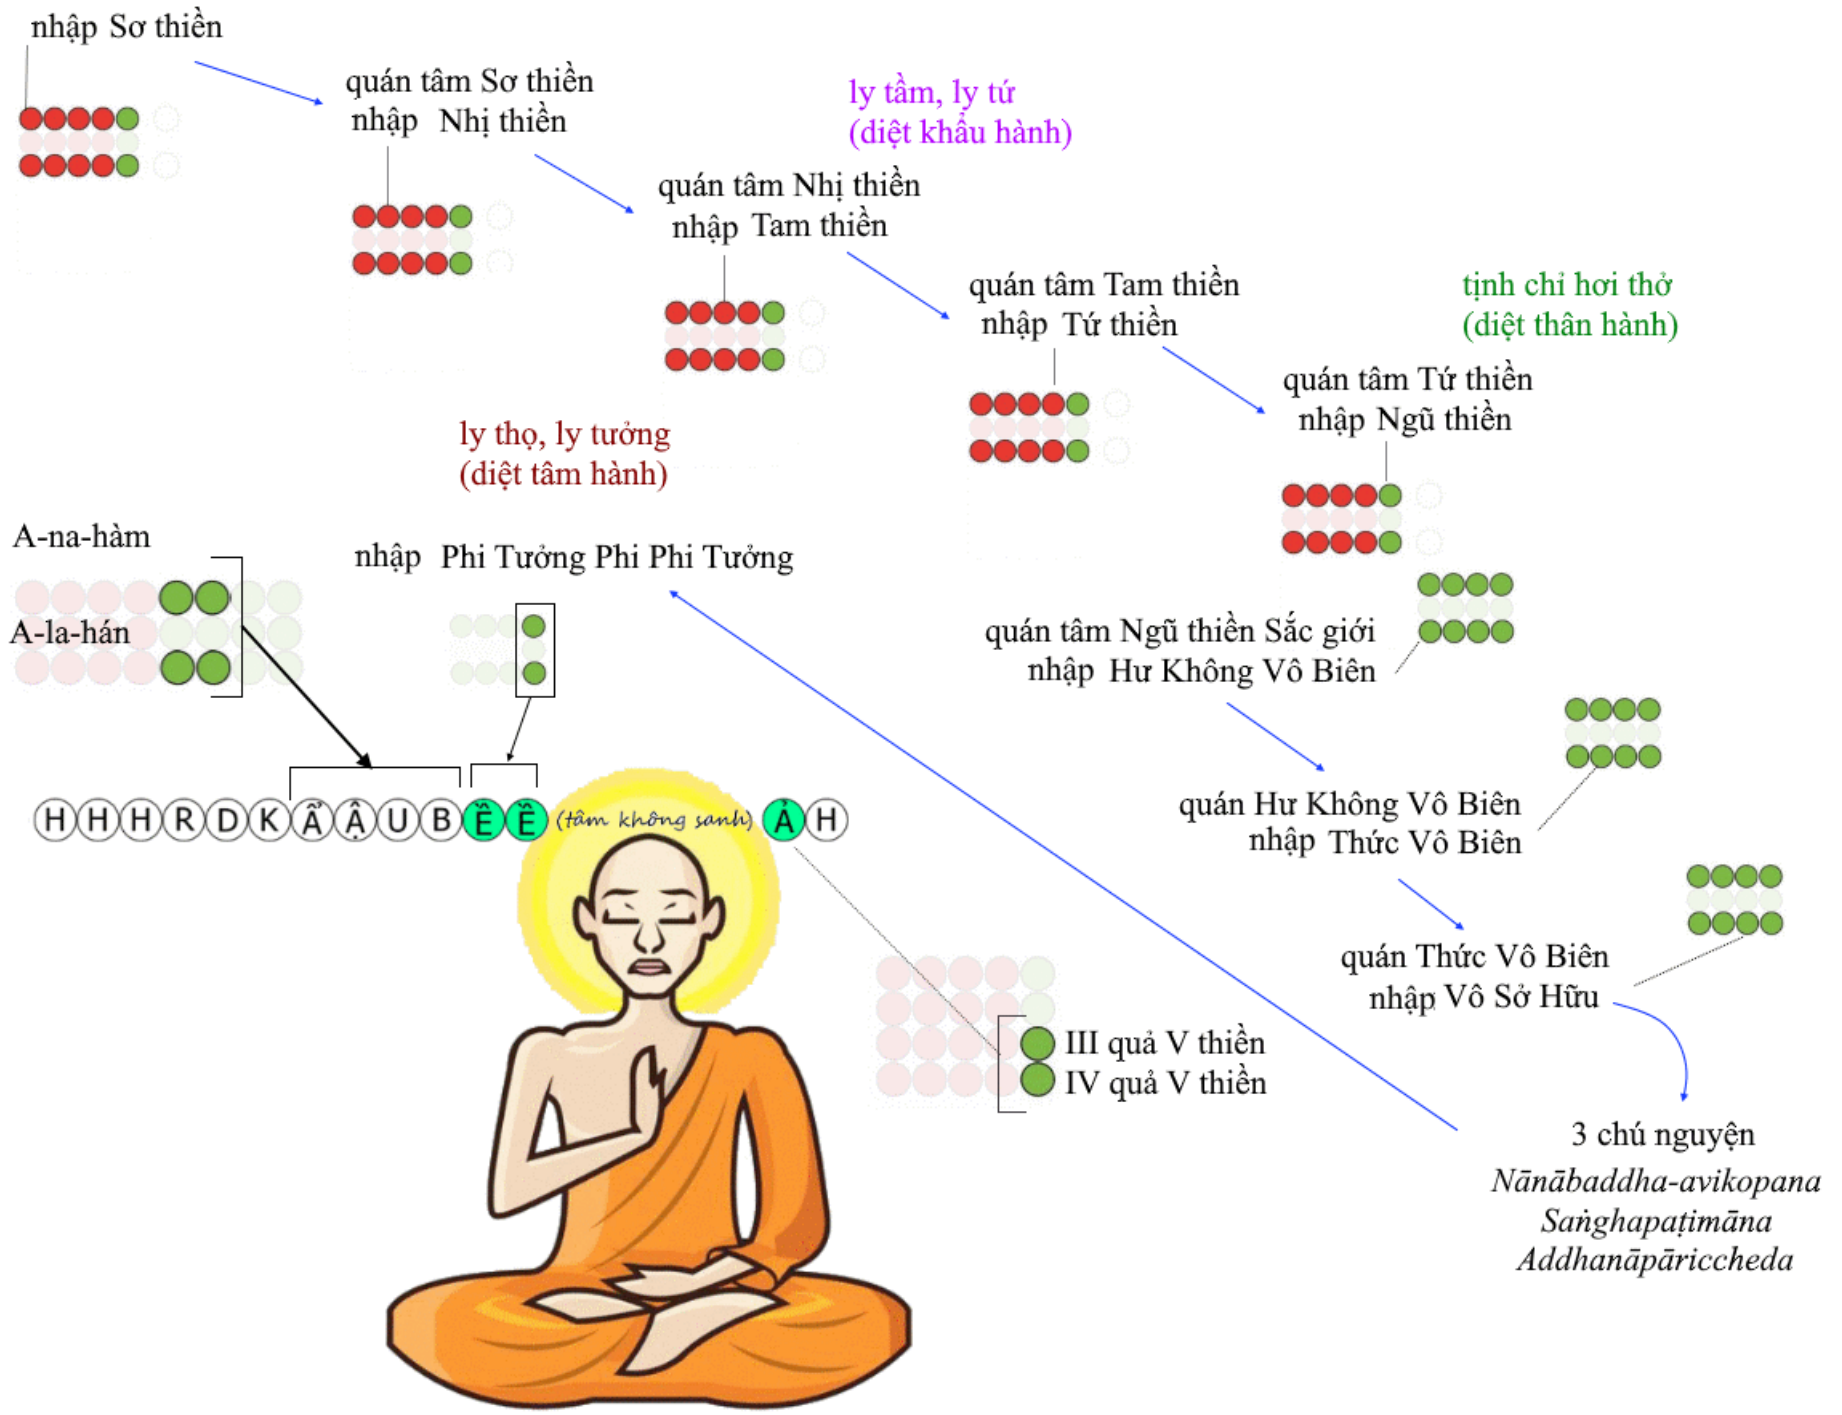 nhập Sơ thiền
quán tâm Sơ thiền
nhập Nhị thiền
ly tầm, ly tứ
(diệt khẩu hành)
quán tâm Nhị thiền
nhập Tam thiền
quán tâm Tam thiền
nhập Tứ thiền
tịnh chỉ hơi thở
(diệt thân hành)
quán tâm Tứ thiền
nhập Ngũ thiền
ly thọ, ly tưởng
(diệt tâm hành)
A-na-hàm
A-la-hán
nhập Phi Tưởng Phi Phi Tưởng
quán tâm Ngũ thiền Sắc giới
nhập Hư Không Vô Biên
quán Hư Không Vô Biên
nhập Thức Vô Biên
quán Thức Vô Biên
nhập Vô Sở Hữu
H H H R D K Ẩ Ậ U B Ế̃ Ế̃ (tâm không sanh) Ả H
III quả V thiền
IV quả V thiền
3 chú nguyện
Nānābaddha-avikopana
Saṅghapaṭimāna
Addhanāpāriccheda